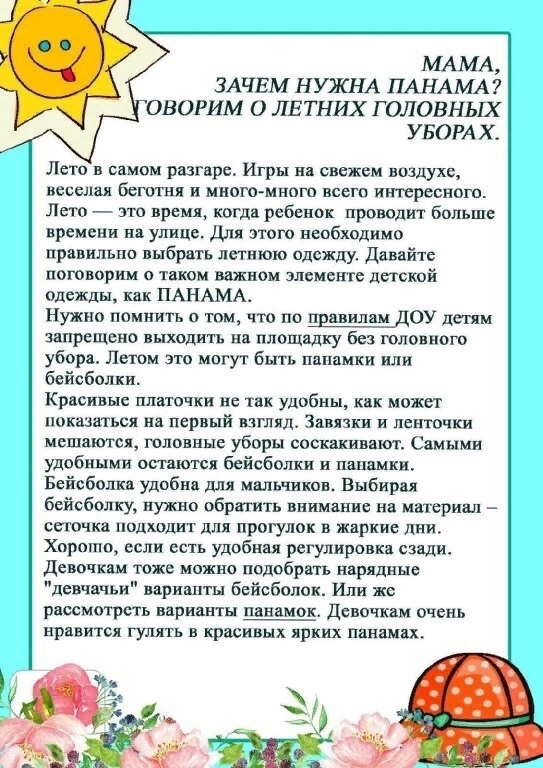 МАМА,
ЗАЧЕМ НУЖНА ПАНАМА?
ГОВОРИМ О ЛЕТНИХ ГОЛОВНЫХ
УБОРАХ.
Лето в самом разгаре. Игры на свежем воздухе,
веселая беготня и много-много всего интересного.
Лето — это время, когда ребенок проводит больше
времени на улице. Для этого необходимо
правильно выбрать летнюю одежду. Давайте
поговорим о таком важном элементе детской
одежды, как ПАНАМА.
Нужно помнить о том, что по правилам ДОУ детям
запрещено выходить на площадку без головного
убора. Летом это могут быть панамки или
бейсболки.
Красивые платочки не так удобны, как может
показаться на первый взгляд. Завязки и ленточки
мешаются, головные уборы соскакивают. Самыми
удобными остаются бейсболки и панамки.
Бейсболка удобна для мальчиков. Выбирая
бейсболку, нужно обратить внимание на материал –
сеточка подходит для прогулок в жаркие дни.
Хорошо, если есть удобная регулировка сзади.
Девочкам тоже можно подобрать нарядные
"девчачьи" варианты бейсболок. Или же
рассмотреть варианты панамок. Девочкам очень
нравится гулять в красивых ярких панамах.